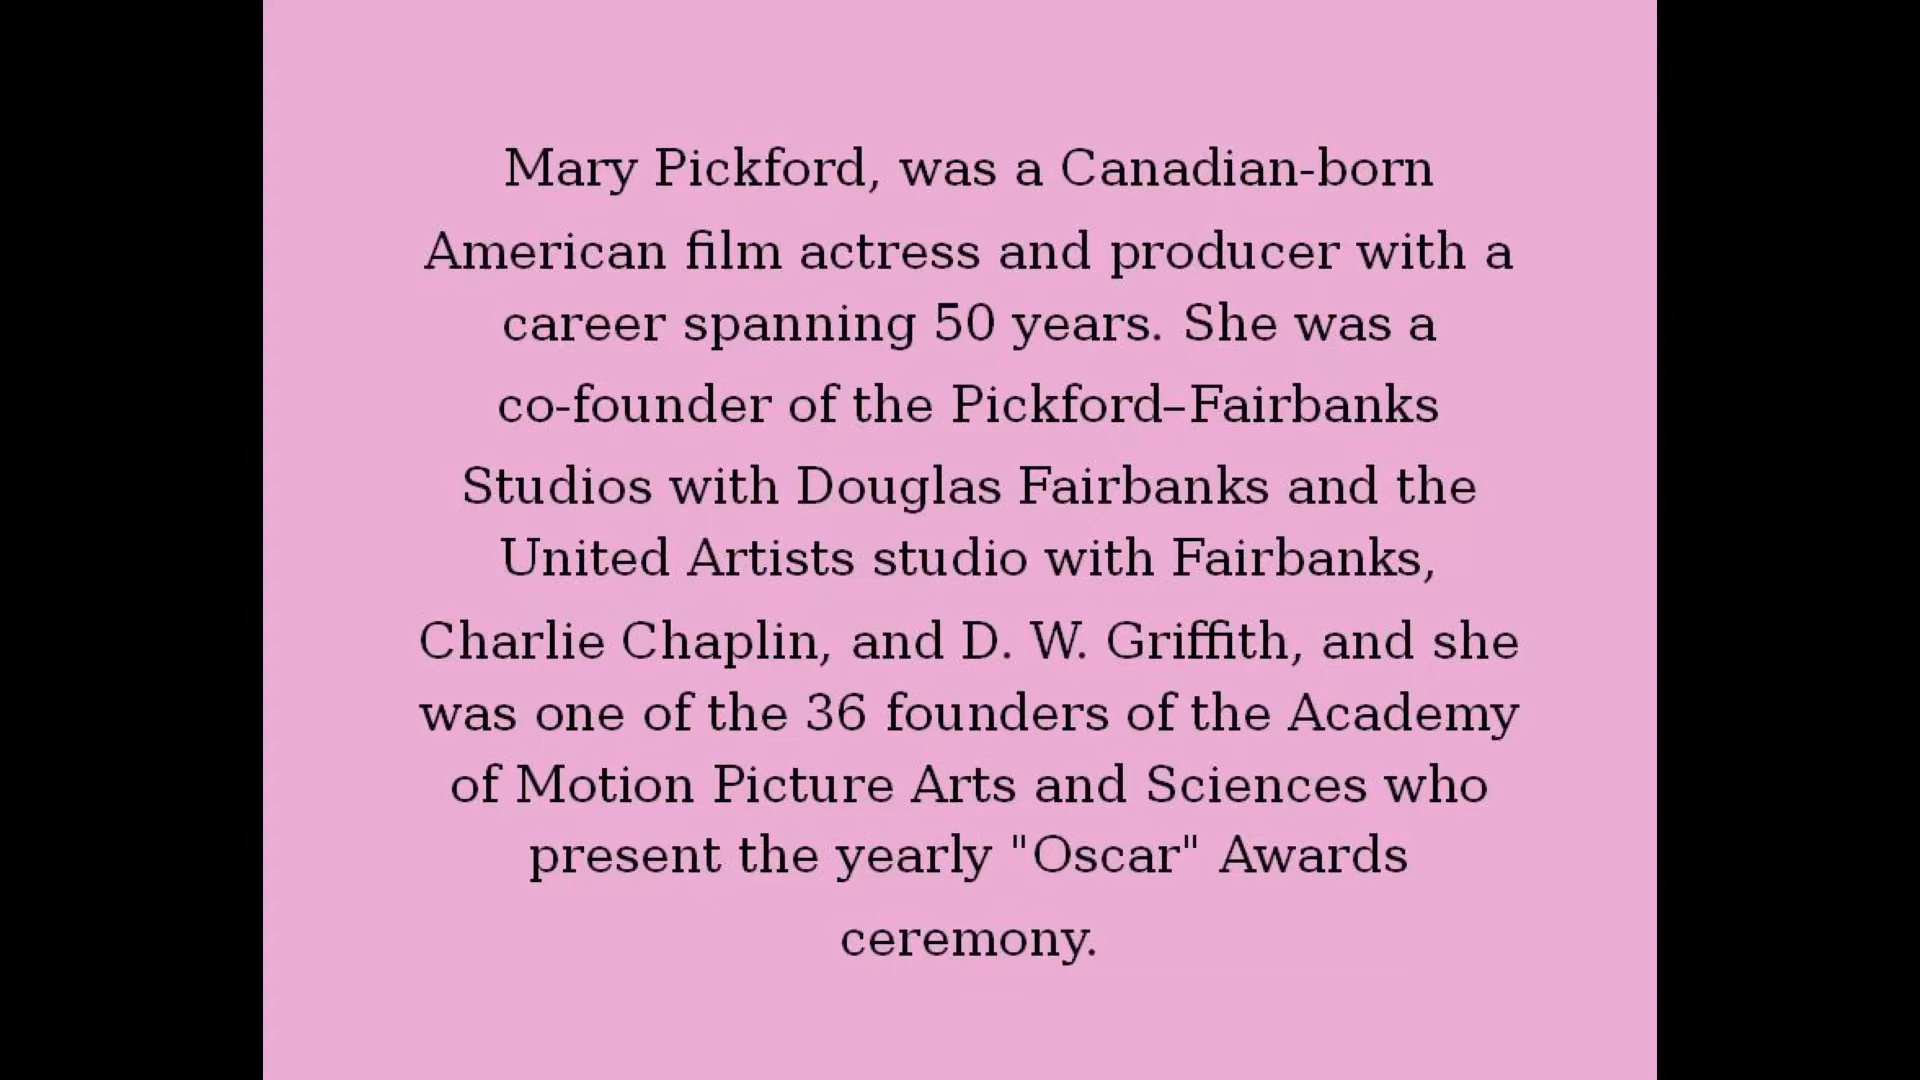 Mary Pickford, was a Canadian-born
American film actress and producer with a
career spanning 50 years. She was a
co-founder of the Pickford–Fairbanks
Studios with Douglas Fairbanks and the
United Artists studio with Fairbanks,
Charlie Chaplin, and D. W. Griffith, and she
was one of the 36 founders of the Academy
of Motion Picture Arts and Sciences who
present the yearly "Oscar" Awards
ceremony.